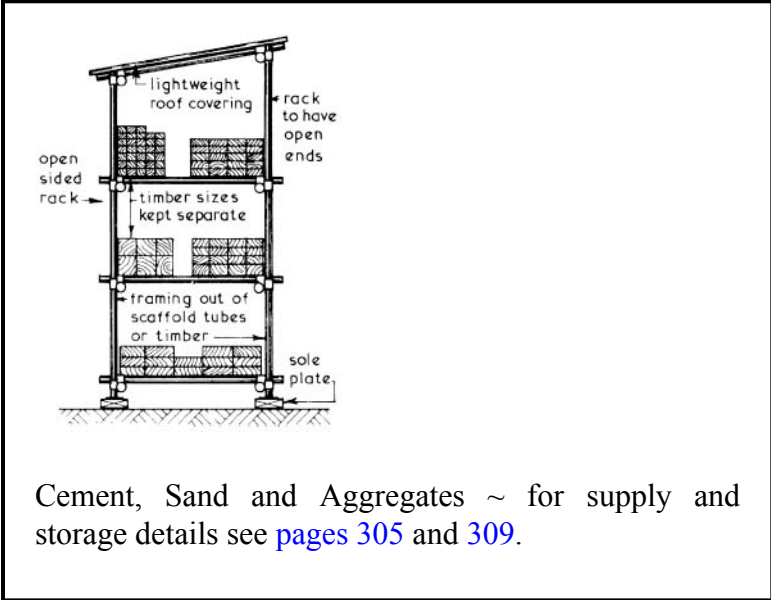 lightweight
roof covering
rack
to have
open
ends
open
sided
rack
timber sizes
kept separate
framing out of
scaffold tubes
or timber
sole
plate
Cement, Sand and Aggregates ~ for supply and
storage details see pages 305 and 309.